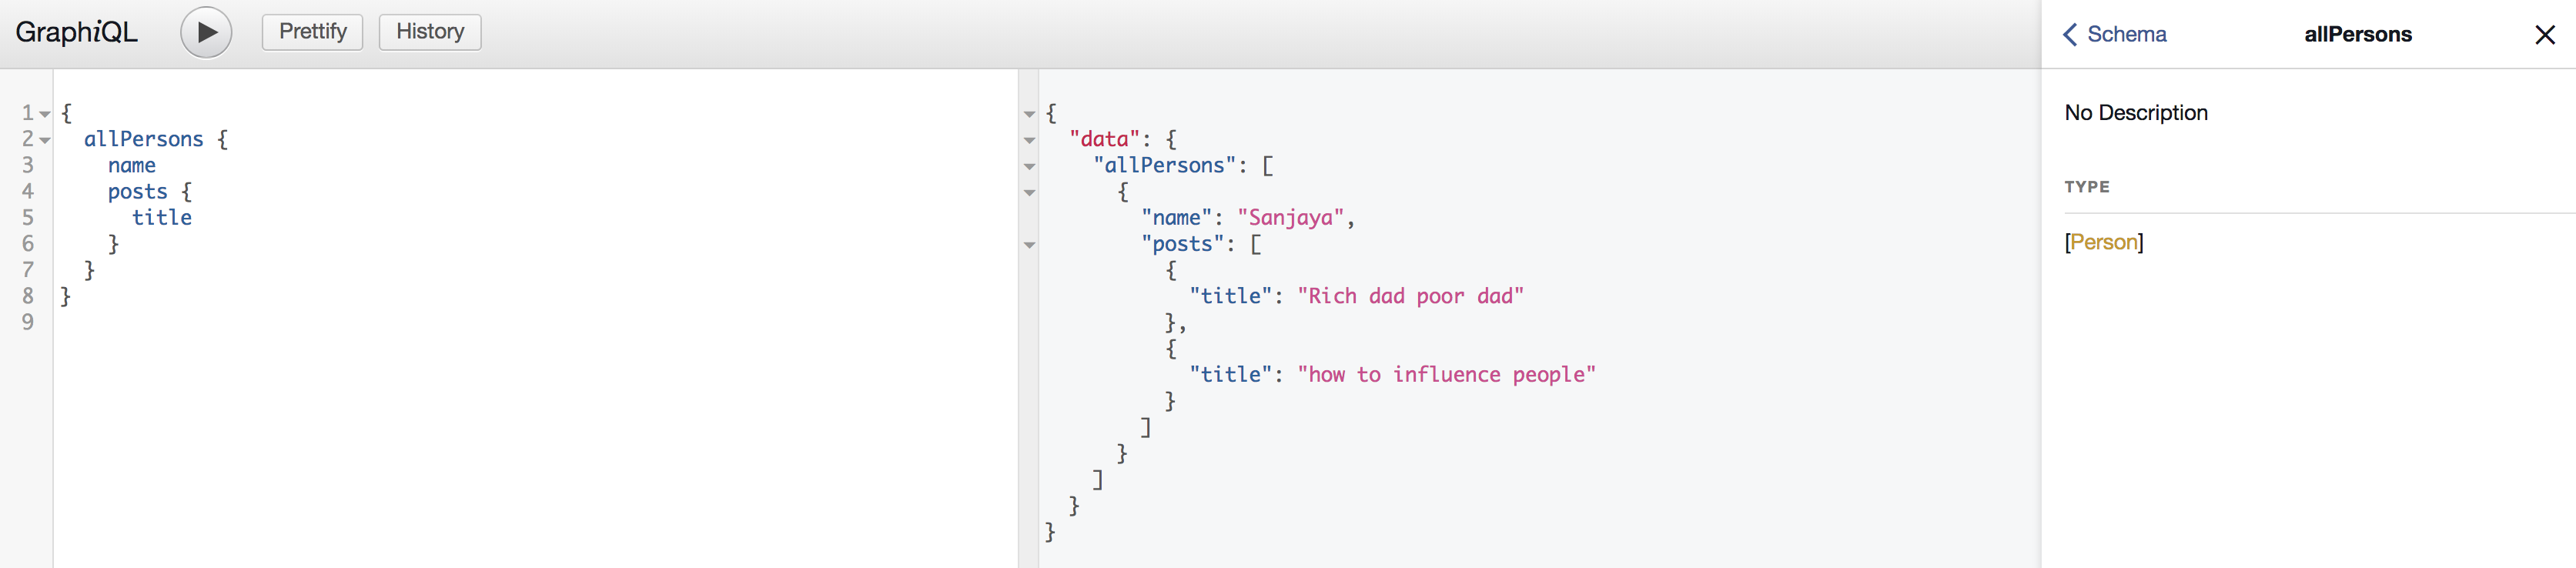 GraphiQL Prettify History
Schema allPersons
1 {
2 allPersons {
3 name
4 posts {
5 title
6 }
7 }
8 }
9
{
"data": {
"allPersons": [
{
"name": "Sanjaya",
"posts": [
{
"title": "Rich dad poor dad"
},
{
"title": "how to influence people"
}
]
}
]
}
}
No Description
TYPE
[Person]